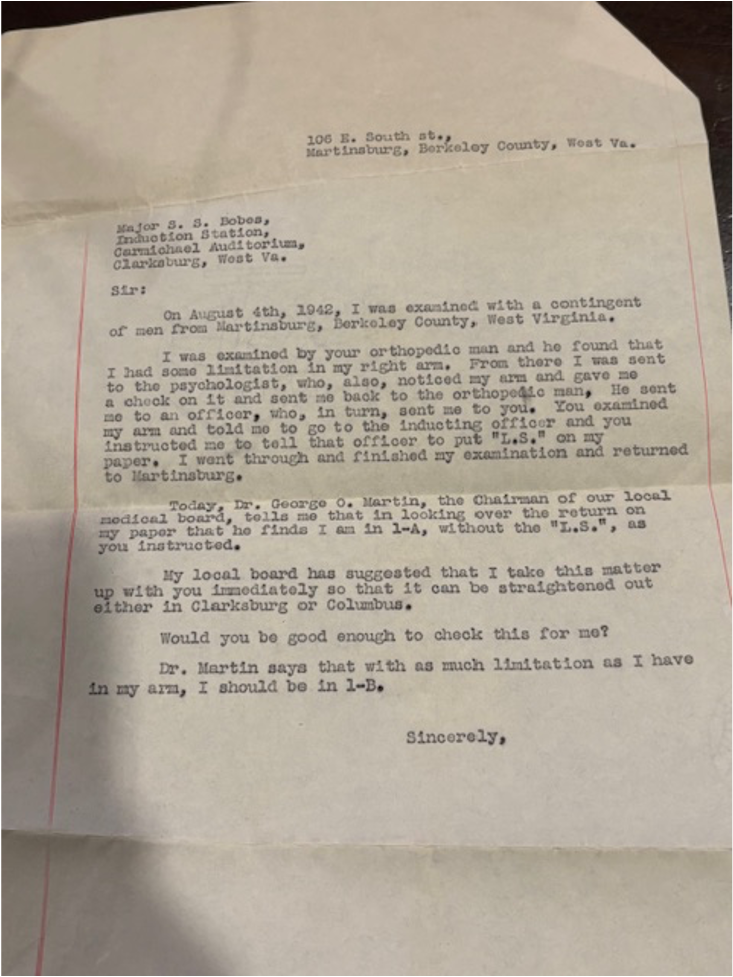 106 E. South st.,
Martinsburg, Berkeley County, West Va.
Major S. S. Bobes,
Induction Station,
Carmichael Auditorium,
Clarksburg, West Va.
Sir:
On August 4th, 1942, I was examined with a contingent
of men from Martinsburg, Berkeley County, West Virginia.
I was examined by your orthopedic man and he found that
I had some limitation in my right arm. From there I was sent
to the psychologist, who, also, noticed my arm and gave me
a check on it and sent me back to the orthopedic man, He sent
me to an officer, who, in turn, sent me to you. You examined
my arm and told me to go to the inducting officer and you
instructed me to tell that officer to put "L.S." on my
paper. I went through and finished my examination and returned
to Martinsburg.
Today, Dr. George O. Martin, the Chairman of our local
medical board, tells me that in looking over the return on
my paper that he finds I am in 1-A, without the "L.S.", as
you instructed.
My local board has suggested that I take this matter
up with you immediately so that it can be straightened out
either in Clarksburg or Columbus.
Would you be good enough to check this for me?
Dr. Martin says that with as much limitation as I have
in my arm, I should be in 1-B.
Sincerely,